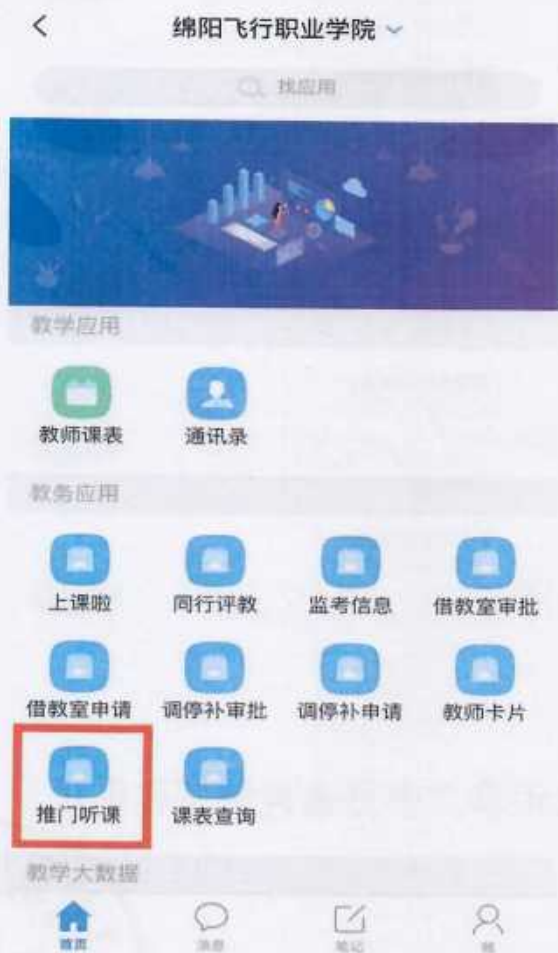 绵阳飞行职业学院
找应用
教学应用
教师课表 通讯录
教务应用
上课啦 同行评教 监考信息 借教室审批
借教室申请 调停补审批 调停补申请 教师卡片
推门听课 课表查询
教学大数据
首页 消息 笔记 我